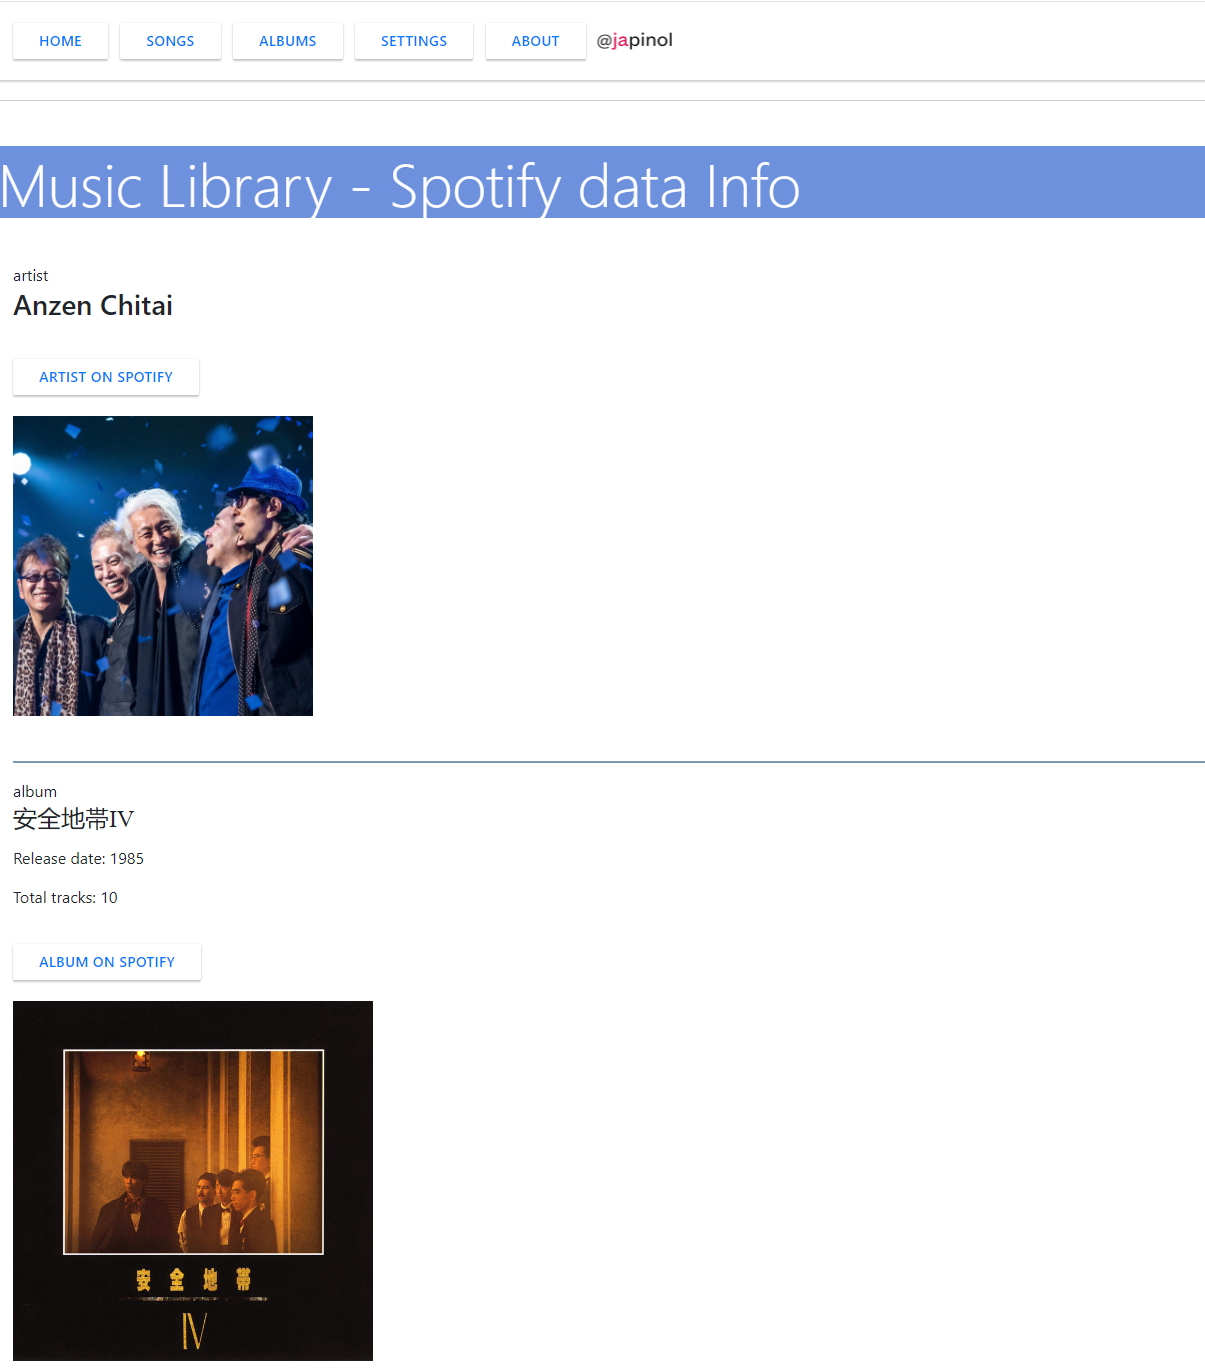 HOME SONGS ALBUMS SETTINGS ABOUT @japinol
Music Library - Spotify data Info
artist
Anzen Chitai
ARTIST ON SPOTIFY
album
安全地帯IV
Release date: 1985
Total tracks: 10
ALBUM ON SPOTIFY
安全地帯
IV